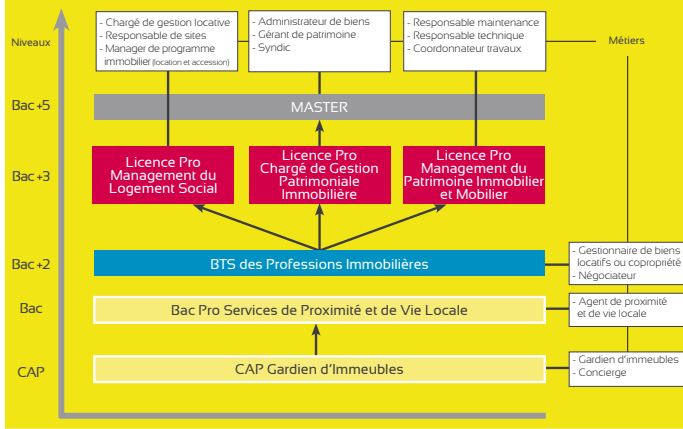 - Chargé de gestion locative
- Responsable de sites
- Manager de programme
immobilier (location et accession)
- Administrateur de biens
- Gérant de patrimoine
- Syndic
- Responsable maintenance
- Responsable technique
- Coordonnateur travaux
Niveaux
Métiers
Bac +5
MASTER
Bac +3
Licence Pro
Management du
Logement Social
Licence Pro
Chargé de Gestion
Patrimoniale
Immobilière
Licence Pro
Management du
Patrimoine Immobilier
et Mobilier
Bac +2
BTS des Professions Immobilières
- Gestionnaire de biens
locatifs ou copropriété
- Négociateur
Bac
Bac Pro Services de Proximité et de Vie Locale
- Agent de proximité
et de vie locale
CAP
CAP Gardien d'Immeubles
- Gardien d'immeubles
- Concierge